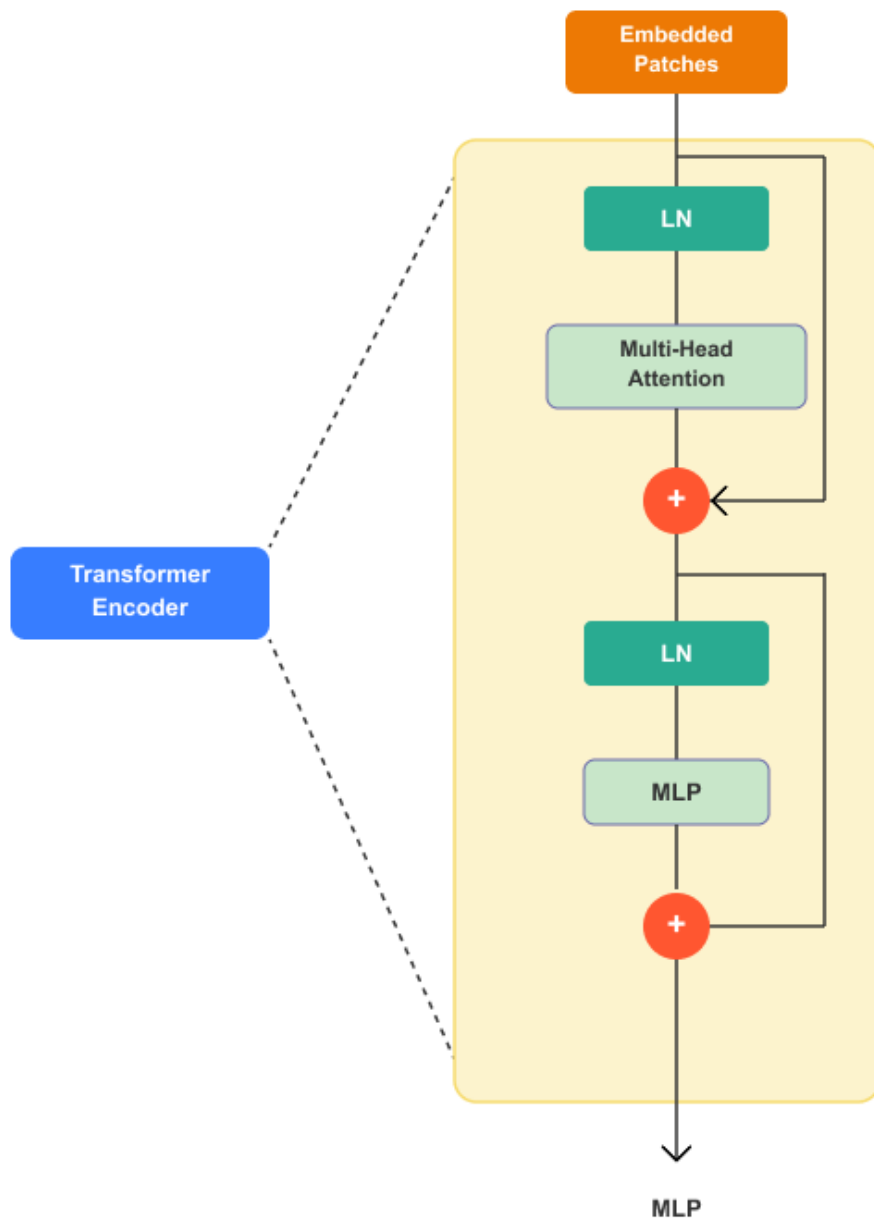 Embedded
Patches
LN
Multi-Head
Attention
+
Transformer
Encoder
LN
MLP
+
MLP